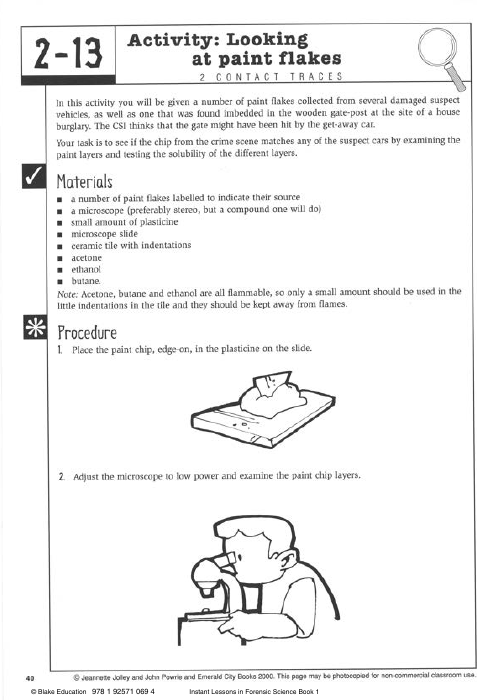 2-13
Activity: Looking
at paint flakes
2 CONTACT TRACES
In this activity you will be given a number of paint flakes collected from several damaged suspect
vehicles, as well as one that was found imbedded in the wooden gate-post at the site of a house
burglary. The CSI thinks that the gate might have been hit by the get-away car.
Your task is to see if the chip from the crime scene matches any of the suspect cars by examining the
paint layers and testing the solubility of the different layers.
Materials
■ a number of paint flakes labelled to indicate their source
■ a microscope (preferably stereo, but a compound one will do)
■ small amount of plasticine
■ microscope slide
■ ceramic tile with indentations
■ acetone
■ ethanol
■ butane.
Note: Acetone, butane and ethanol are all flammable, so only a small amount should be used in the
little indentations in the tile and they should be kept away from flames.
Procedure
1. Place the paint chip, edge-on, in the plasticine on the slide.
2. Adjust the microscope to low power and examine the paint chip layers.
40 © Jeannette Jolley and John Powrie and Emerald City Books 2000. This page may be photocopied for non-commercial classroom use.
© Blake Education 978 1 92571 069 4 Instant Lessons in Forensic Science Book 1